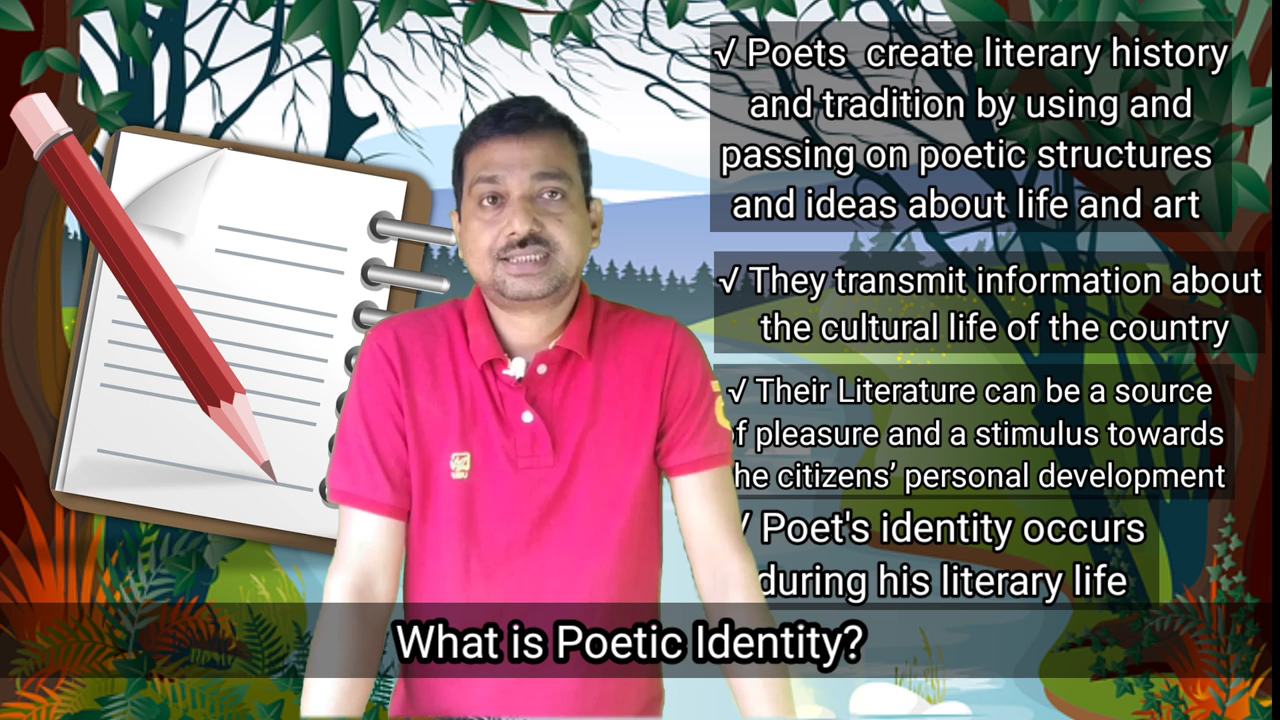 √ Poets create literary history
and tradition by using and
passing on poetic structures
and ideas about life and art
√ They transmit information about
the cultural life of the country
√ Their Literature can be a source
of pleasure and a stimulus towards
he citizens’ personal development
√ Poet's identity occurs
during his literary life
What is Poetic Identity?